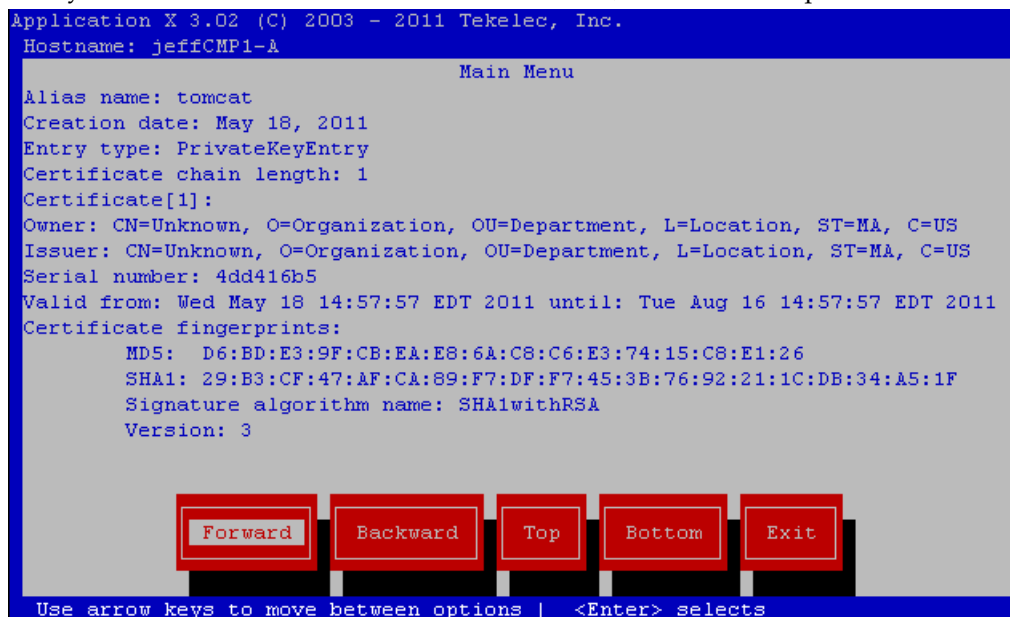 Application X 3.02 (C) 2003 - 2011 Tekelec, Inc.
Hostname: jeffCMP1-A
Main Menu
Alias name: tomcat
Creation date: May 18, 2011
Entry type: PrivateKeyEntry
Certificate chain length: 1
Certificate[1]:
Owner: CN=Unknown, O=Organization, OU=Department, L=Location, ST=MA, C=US
Issuer: CN=Unknown, O=Organization, OU=Department, L=Location, ST=MA, C=US
Serial number: 4dd416b5
Valid from: Wed May 18 14:57:57 EDT 2011 until: Tue Aug 16 14:57:57 EDT 2011
Certificate fingerprints:
MD5: D6:BD:E3:9F:CB:EA:E8:6A:C8:C6:E3:74:15:C8:E1:26
SHA1: 29:B3:CF:47:AF:CA:89:F7:DF:F7:45:3B:76:92:21:1C:DB:34:A5:1F
Signature algorithm name: SHA1withRSA
Version: 3
Forward Backward Top Bottom Exit
Use arrow keys to move between options | <Enter> selects